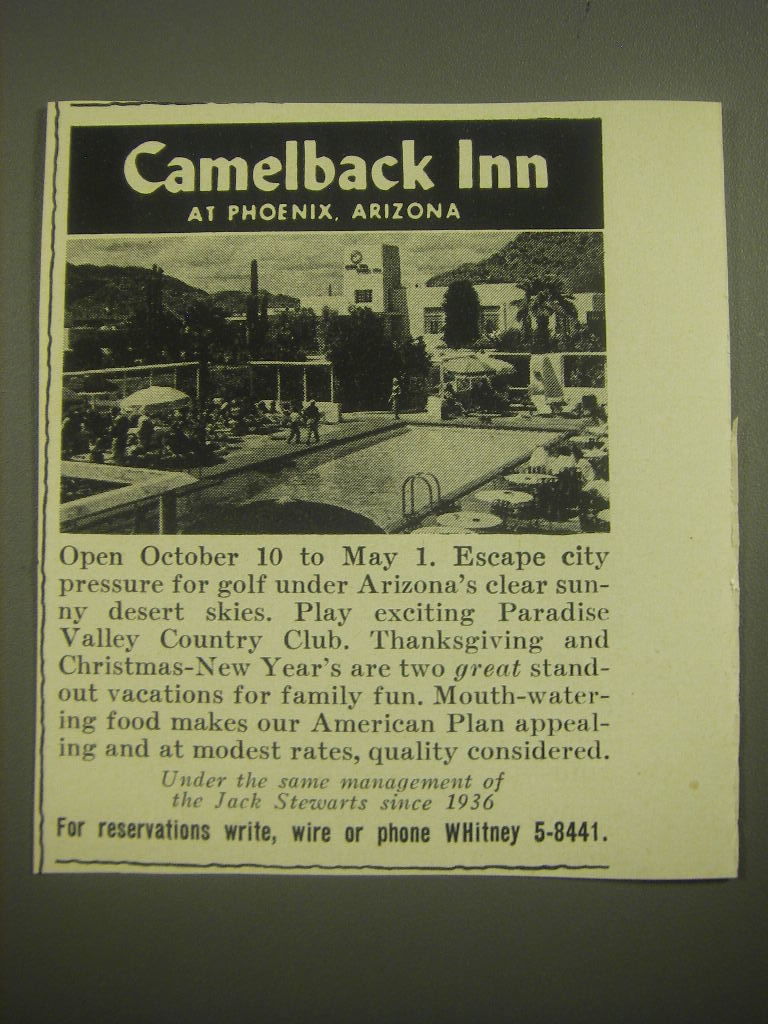 Camelback Inn
AT PHOENIX, ARIZONA
Open October 10 to May 1. Escape city
pressure for golf under Arizona's clear sun-
ny desert skies. Play exciting Paradise
Valley Country Club. Thanksgiving and
Christmas-New Year's are two great stand-
out vacations for family fun. Mouth-water-
ing food makes our American Plan appeal-
ing and at modest rates, quality considered.
Under the same management of
the Jack Stewarts since 1936
For reservations write, wire or phone WHitney 5-8441.